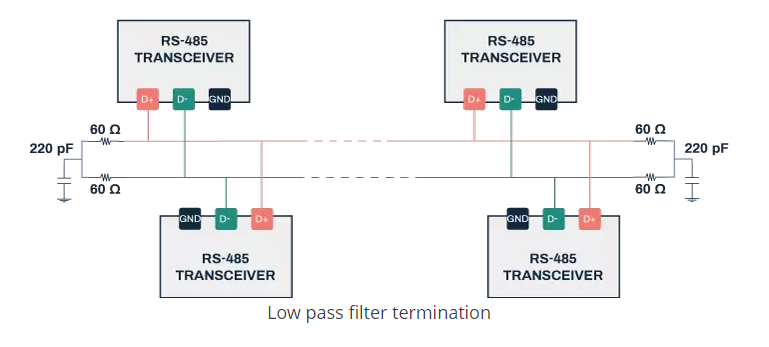 RS-485
TRANSCEIVER
D+ D- GND
RS-485
TRANSCEIVER
D+ D- GND
60 Ω
220 pF
60 Ω
60 Ω
220 pF
60 Ω
GND D- D+
RS-485
TRANSCEIVER
GND D- D+
RS-485
TRANSCEIVER
Low pass filter termination